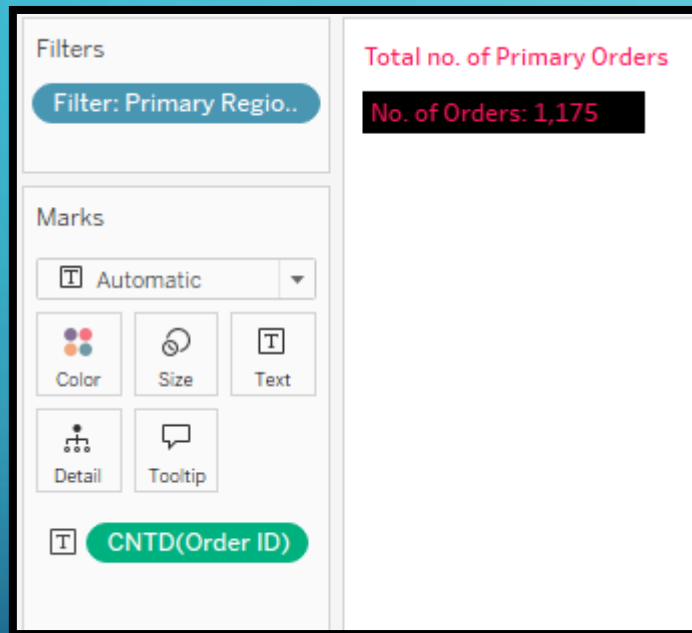 Filters
Filter: Primary Regio..
Marks
T Automatic
Color
Size
T
Text
Detail
Tooltip
T CNTD(Order ID)
Total no. of Primary Orders
No. of Orders: 1,175